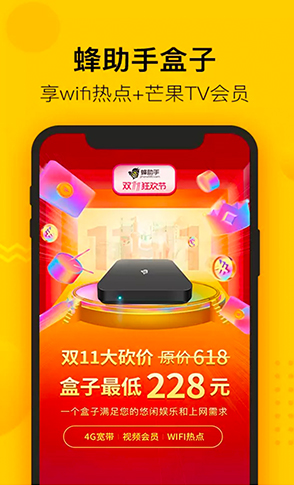 蜂助手盒子
享wifi热点+芒果TV会员
蜂助手
双11狂欢节
11.11
双11大砍价 原价618
盒子最低 228元
一个盒子满足您的悠闲娱乐和上网需求
4G宽带 | 视频会员 | WIFI热点